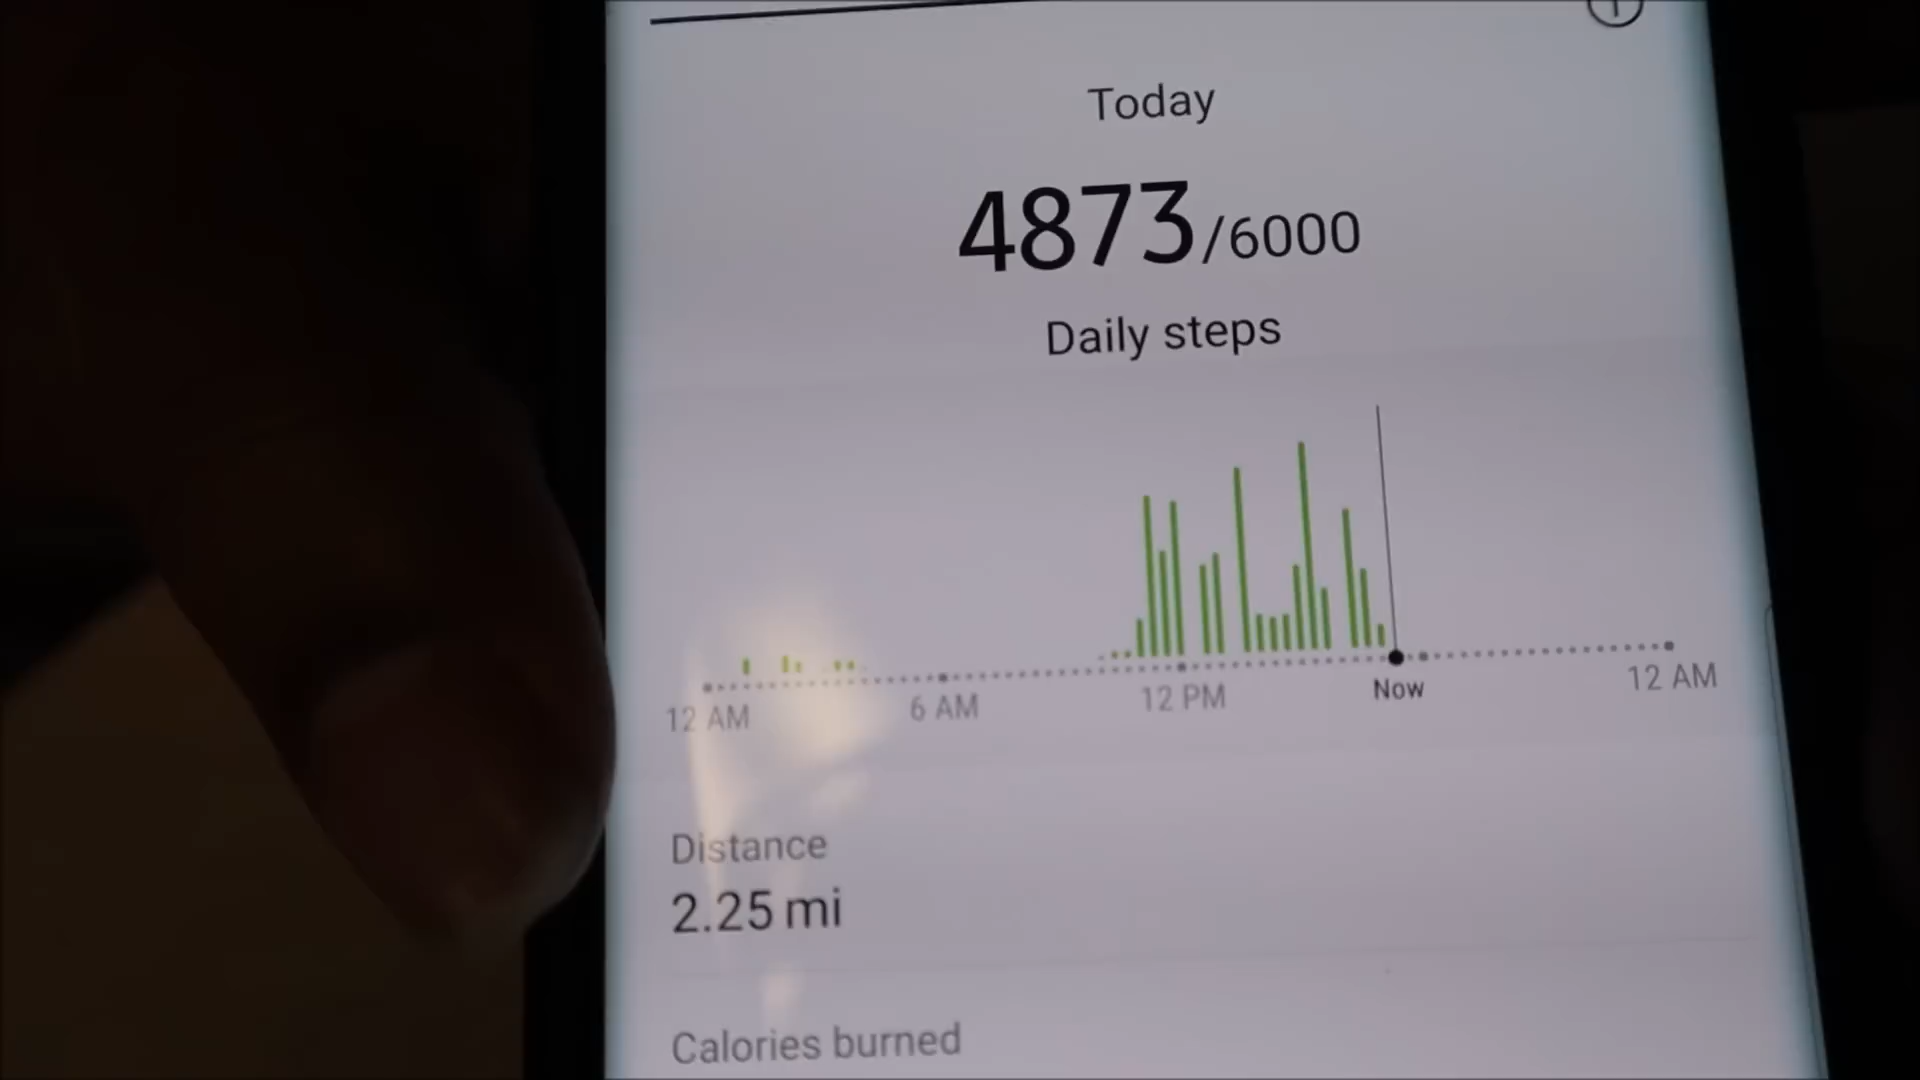 Today
4873/6000
Daily steps
12 AM 6 AM 12 PM Now 12 AM
Distance
2.25 mi
Calories burned